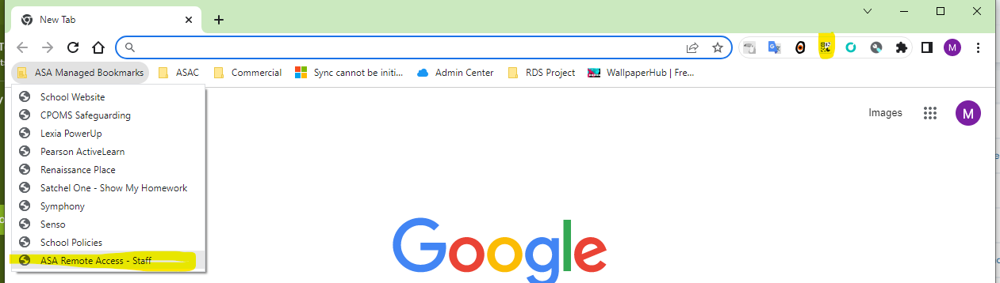 New Tab
ASA Managed Bookmarks ASAC Commercial Sync cannot be initi... Admin Center RDS Project WallpaperHub | Fre...
School Website
CPOMS Safeguarding
Lexia PowerUp
Pearson ActiveLearn
Renaissance Place
Satchel One - Show My Homework
Symphony
Senso
School Policies
ASA Remote Access - Staff
Images
M
M
Google